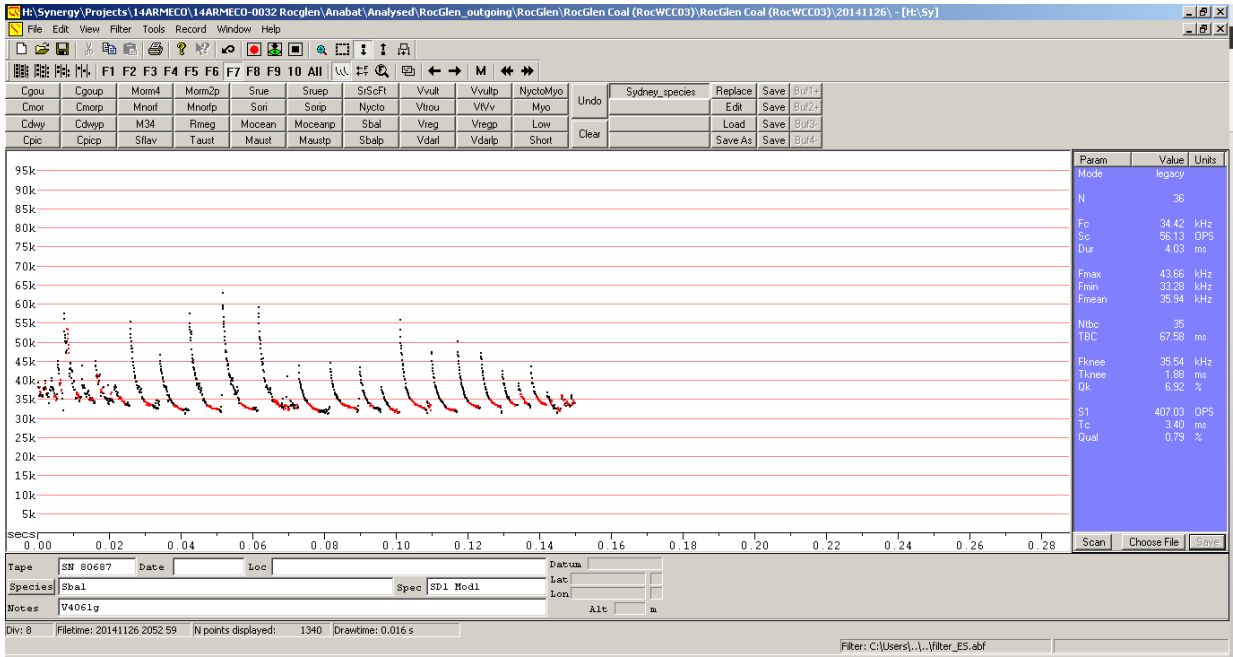 H:\Synergy\Projects\14ARMECO\14ARMECO-0032 Rocglen\Anabat\Analysed\RocGlen_outgoing\RocGlen\RocGlen Coal (RocWCC03)\RocGlen Coal (RocWCC03)\20141126\ - [H:\Sy]
File Edit View Filter Tools Record Window Help
F1 F2 F3 F4 F5 F6 F7 F8 F9 10 All M
Cgou Cgoup Morm4 Morm2p Srue Sruep SrScFt Vvult Vvultp NyctoMyo Undo Sydney_species Replace Save Buf1+
Cmor Cmorp Mnorf Mnorfp Sori Sorip Nycto Vtrou VtVv Myo Edit Save Buf2+
Cdwy Cdwyp M34 Rmeg Mocean Moceanp Sbal Vreg Vregp Low Clear Load Save Buf3-
Cpic Cpicp Sflav Taust Maust Maustp Sbalp Vdarl Vdarlp Short Save As Save Buf4-
Param Value Units
Mode legacy
N 36
Fc 34.42 kHz
Sc 56.13 OPS
Dur 4.03 ms
Fmax 43.66 kHz
Fmin 33.28 kHz
Fmean 35.94 kHz
Ntbc 35
TBC 67.58 ms
Fknee 35.54 kHz
Tknee 1.88 ms
Qk 6.92 %
S1 407.03 OPS
Tc 3.40 ms
Qual 0.79 %
95k
90k
85k
80k
75k
70k
65k
60k
55k
50k
45k
40k
35k
30k
25k
20k
15k
10k
5k
secs
0.00 0.02 0.04 0.06 0.08 0.10 0.12 0.14 0.16 0.18 0.20 0.22 0.24 0.26 0.28
Scan Choose File Save
Tape SN 80687 Date Loc Datum
Species Sbal Spec SD1 Mod1 Lat
Lon
Notes V4061g Alt m
Div: 8 Filetime: 20141126 2052 59 N points displayed: 1340 Drawtime: 0.016 s
Filter: C:\Users\..\..\filter_ES.abf